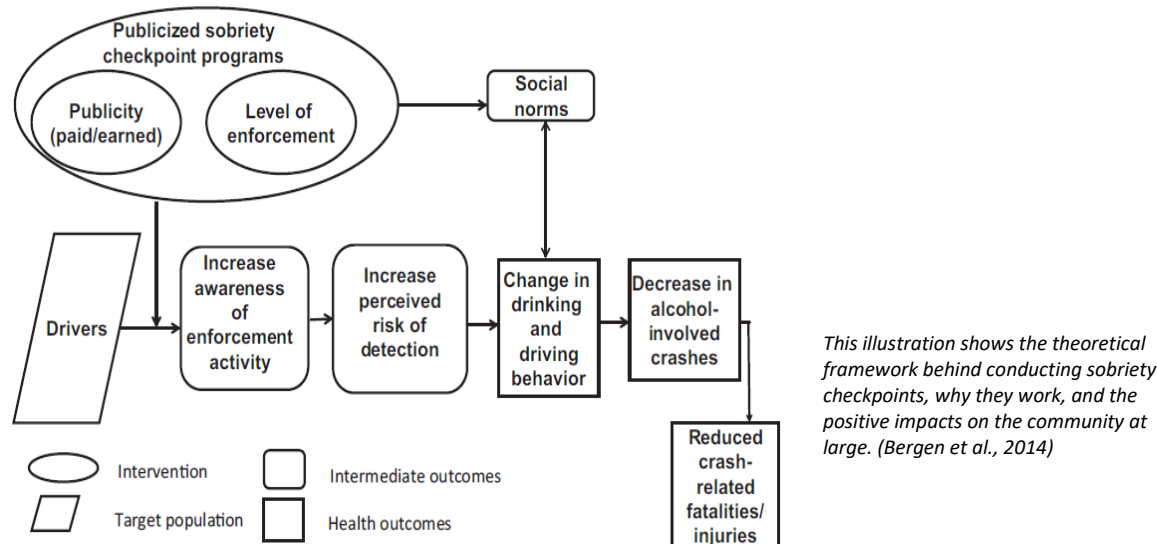 Publicized sobriety
checkpoint programs
Publicity
(paid/earned)
Level of
enforcement
Social
norms
Drivers
Increase
awareness
of
enforcement
activity
Increase
perceived
risk of
detection
Change in
drinking
and
driving
behavior
Decrease in
alcohol-
involved
crashes
Reduced
crash-
related
fatalities/
injuries
This illustration shows the theoretical
framework behind conducting sobriety
checkpoints, why they work, and the
positive impacts on the community at
large. (Bergen et al., 2014)
Intervention
Intermediate outcomes
Target population
Health outcomes